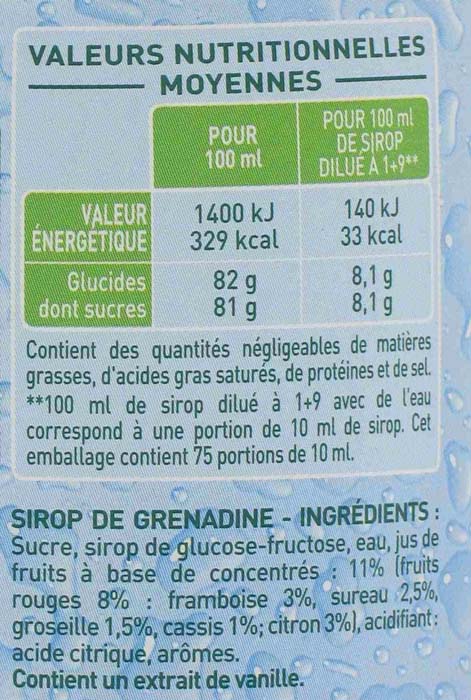 VALEURS NUTRITIONNELLES
MOYENNES
POUR
100 ml
POUR 100 ml
DE SIROP
DILUÉ À 1+9**
VALEUR
ÉNERGÉTIQUE
1400 kJ
329 kcal
140 kJ
33 kcal
Glucides
dont sucres
82 g
81 g
8,1 g
8,1 g
Contient des quantités négligeables de matières
grasses, d'acides gras saturés, de protéines et de sel.
**100 ml de sirop dilué à 1+9 avec de l'eau
correspond à une portion de 10 ml de sirop. Cet
emballage contient 75 portions de 10 ml.
SIROP DE GRENADINE - INGRÉDIENTS :
Sucre, sirop de glucose-fructose, eau, jus de
fruits à base de concentrés : 11% (fruits
rouges 8% : framboise 3%, sureau 2,5%,
groseille 1,5%, cassis 1%; citron 3%), acidifiant :
acide citrique, arômes.
Contient un extrait de vanille.